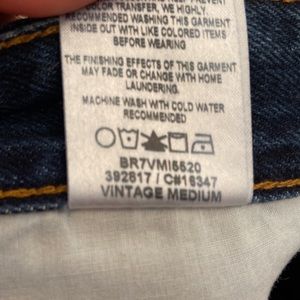 COLOR TRANSFER, WE HIGHLY
RECOMMENDED WASHING THIS GARMENT
INSIDE OUT WITH LIKE COLORED ITEMS
BEFORE WEARING
THE FINISHING EFFECTS OF THIS GARMENT
MAY FADE OR CHANGE WITH HOME
LAUNDERING.
MACHINE WASH WITH COLD WATER
RECOMMENDED
BR7VMI5620
392817 / C#16347
VINTAGE MEDIUM